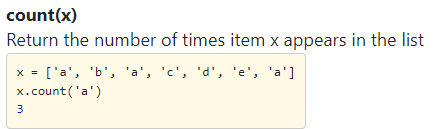 count(x)
Return the number of times item x appears in the list
x = ['a', 'b', 'a', 'c', 'd', 'e', 'a']
x.count('a')
3